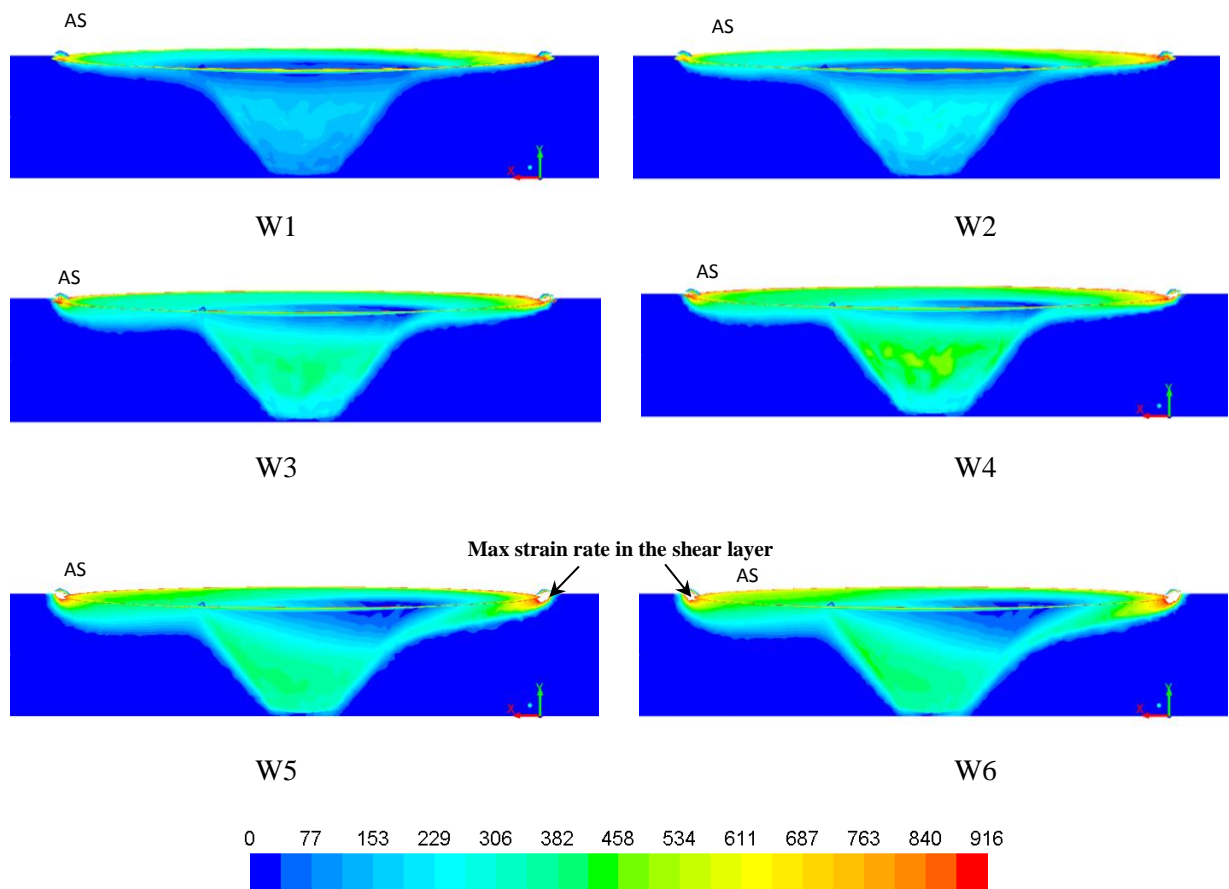 AS
AS
X Y
X Y
W1
W2
AS
AS
X Y
W3
W4
Max strain rate in the shear layer
AS
AS
X Y
X Y
W5
W6
0 77 153 229 306 382 458 534 611 687 763 840 916